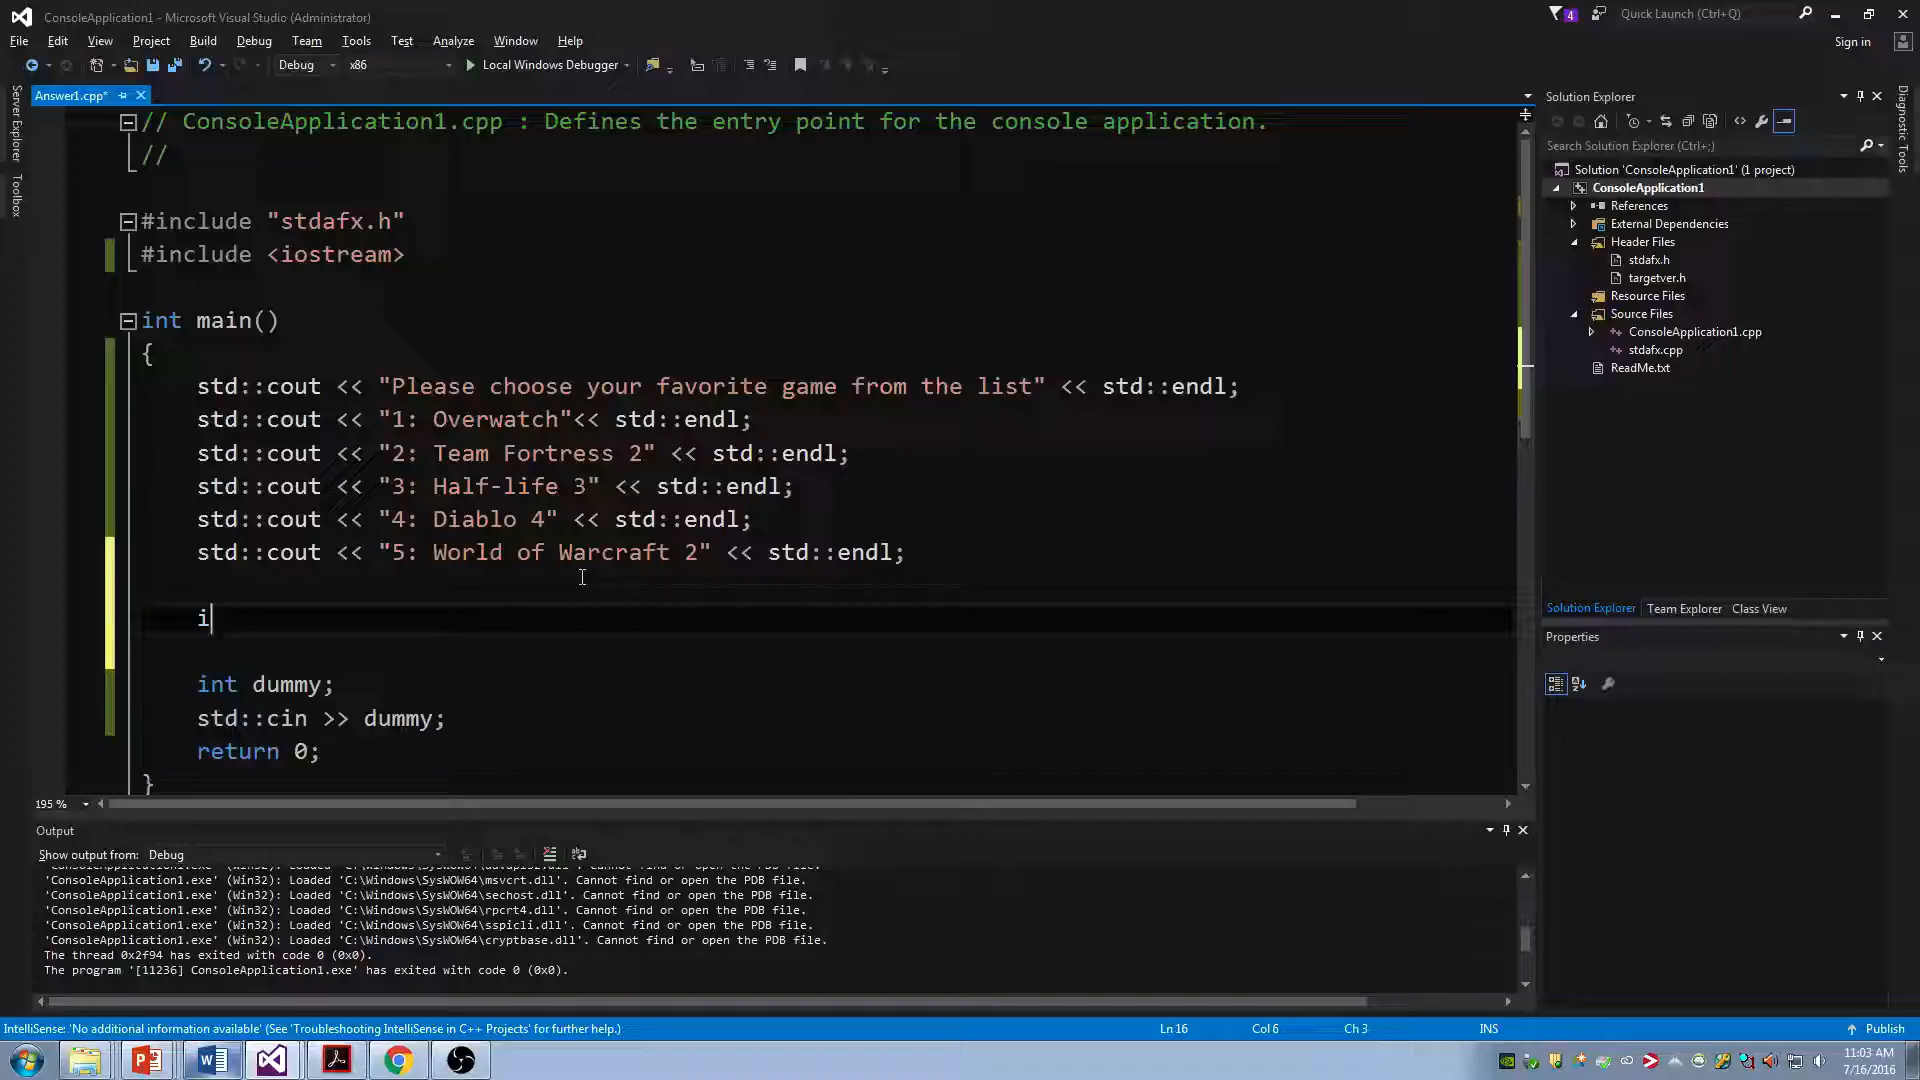 ConsoleApplication1 - Microsoft Visual Studio (Administrator)
4
Quick Launch (Ctrl+Q)
File Edit View Project Build Debug Team Tools Test Analyze Window Help
Sign in
Debug x86 Local Windows Debugger
Server Explorer
Toolbox
Answer1.cpp*
// ConsoleApplication1.cpp : Defines the entry point for the console application.
//
#include "stdafx.h"
#include <iostream>
int main()
{
std::cout << "Please choose your favorite game from the list" << std::endl;
std::cout << "1: Overwatch"<< std::endl;
std::cout << "2: Team Fortress 2" << std::endl;
std::cout << "3: Half-life 3" << std::endl;
std::cout << "4: Diablo 4" << std::endl;
std::cout << "5: World of Warcraft 2" << std::endl;
i
int dummy;
std::cin >> dummy;
return 0;
}
195 %
Solution Explorer
Search Solution Explorer (Ctrl+;)
Solution 'ConsoleApplication1' (1 project)
ConsoleApplication1
References
External Dependencies
Header Files
stdafx.h
targetver.h
Resource Files
Source Files
ConsoleApplication1.cpp
stdafx.cpp
ReadMe.txt
Solution Explorer Team Explorer Class View
Properties
Diagnostic Tools
Output
Show output from: Debug
'ConsoleApplication1.exe' (Win32): Loaded 'C:\Windows\SysWOW64\msvcrt.dll'. Cannot find or open the PDB file.
'ConsoleApplication1.exe' (Win32): Loaded 'C:\Windows\SysWOW64\sechost.dll'. Cannot find or open the PDB file.
'ConsoleApplication1.exe' (Win32): Loaded 'C:\Windows\SysWOW64\rpcrt4.dll'. Cannot find or open the PDB file.
'ConsoleApplication1.exe' (Win32): Loaded 'C:\Windows\SysWOW64\sspicli.dll'. Cannot find or open the PDB file.
'ConsoleApplication1.exe' (Win32): Loaded 'C:\Windows\SysWOW64\cryptbase.dll'. Cannot find or open the PDB file.
The thread 0x2f94 has exited with code 0 (0x0).
The program '[11236] ConsoleApplication1.exe' has exited with code 0 (0x0).
IntelliSense: 'No additional information available' (See 'Troubleshooting IntelliSense in C++ Projects' for further help.)
Ln 16 Col 6 Ch 3 INS Publish
11:03 AM
7/16/2016